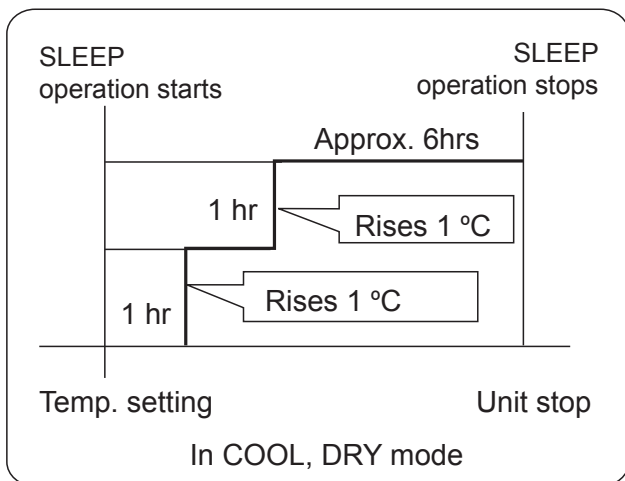 SLEEP
operation starts
SLEEP
operation stops
Approx. 6hrs
1 hr
Rises 1 ºC
1 hr
Rises 1 ºC
Temp. setting
Unit stop
In COOL, DRY mode